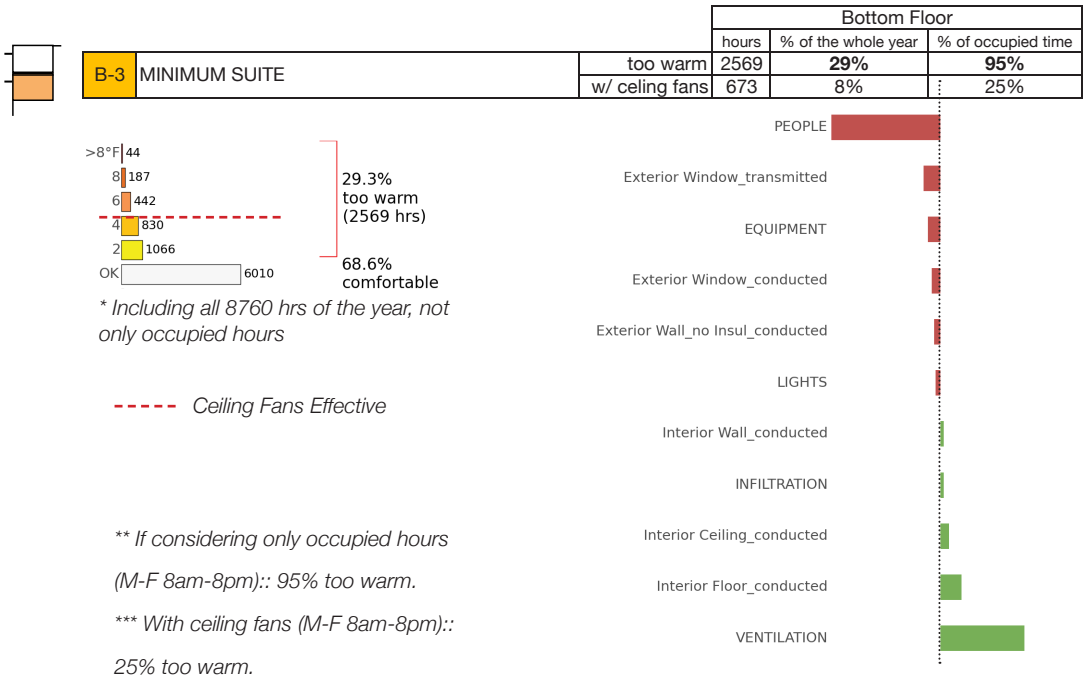 Bottom Floor
hours % of the whole year % of occupied time
B-3 MINIMUM SUITE
too warm 2569 29% 95%
w/ celing fans 673 8% 25%
>8°F 44
8 187
6 442
4 830
2 1066
OK 6010
29.3%
too warm
(2569 hrs)
68.6%
comfortable
* Including all 8760 hrs of the year, not
only occupied hours
Ceiling Fans Effective
** If considering only occupied hours
(M-F 8am-8pm):: 95% too warm.
*** With ceiling fans (M-F 8am-8pm)::
25% too warm.
PEOPLE
Exterior Window_transmitted
EQUIPMENT
Exterior Window_conducted
Exterior Wall_no Insul_conducted
LIGHTS
Interior Wall_conducted
INFILTRATION
Interior Ceiling_conducted
Interior Floor_conducted
VENTILATION